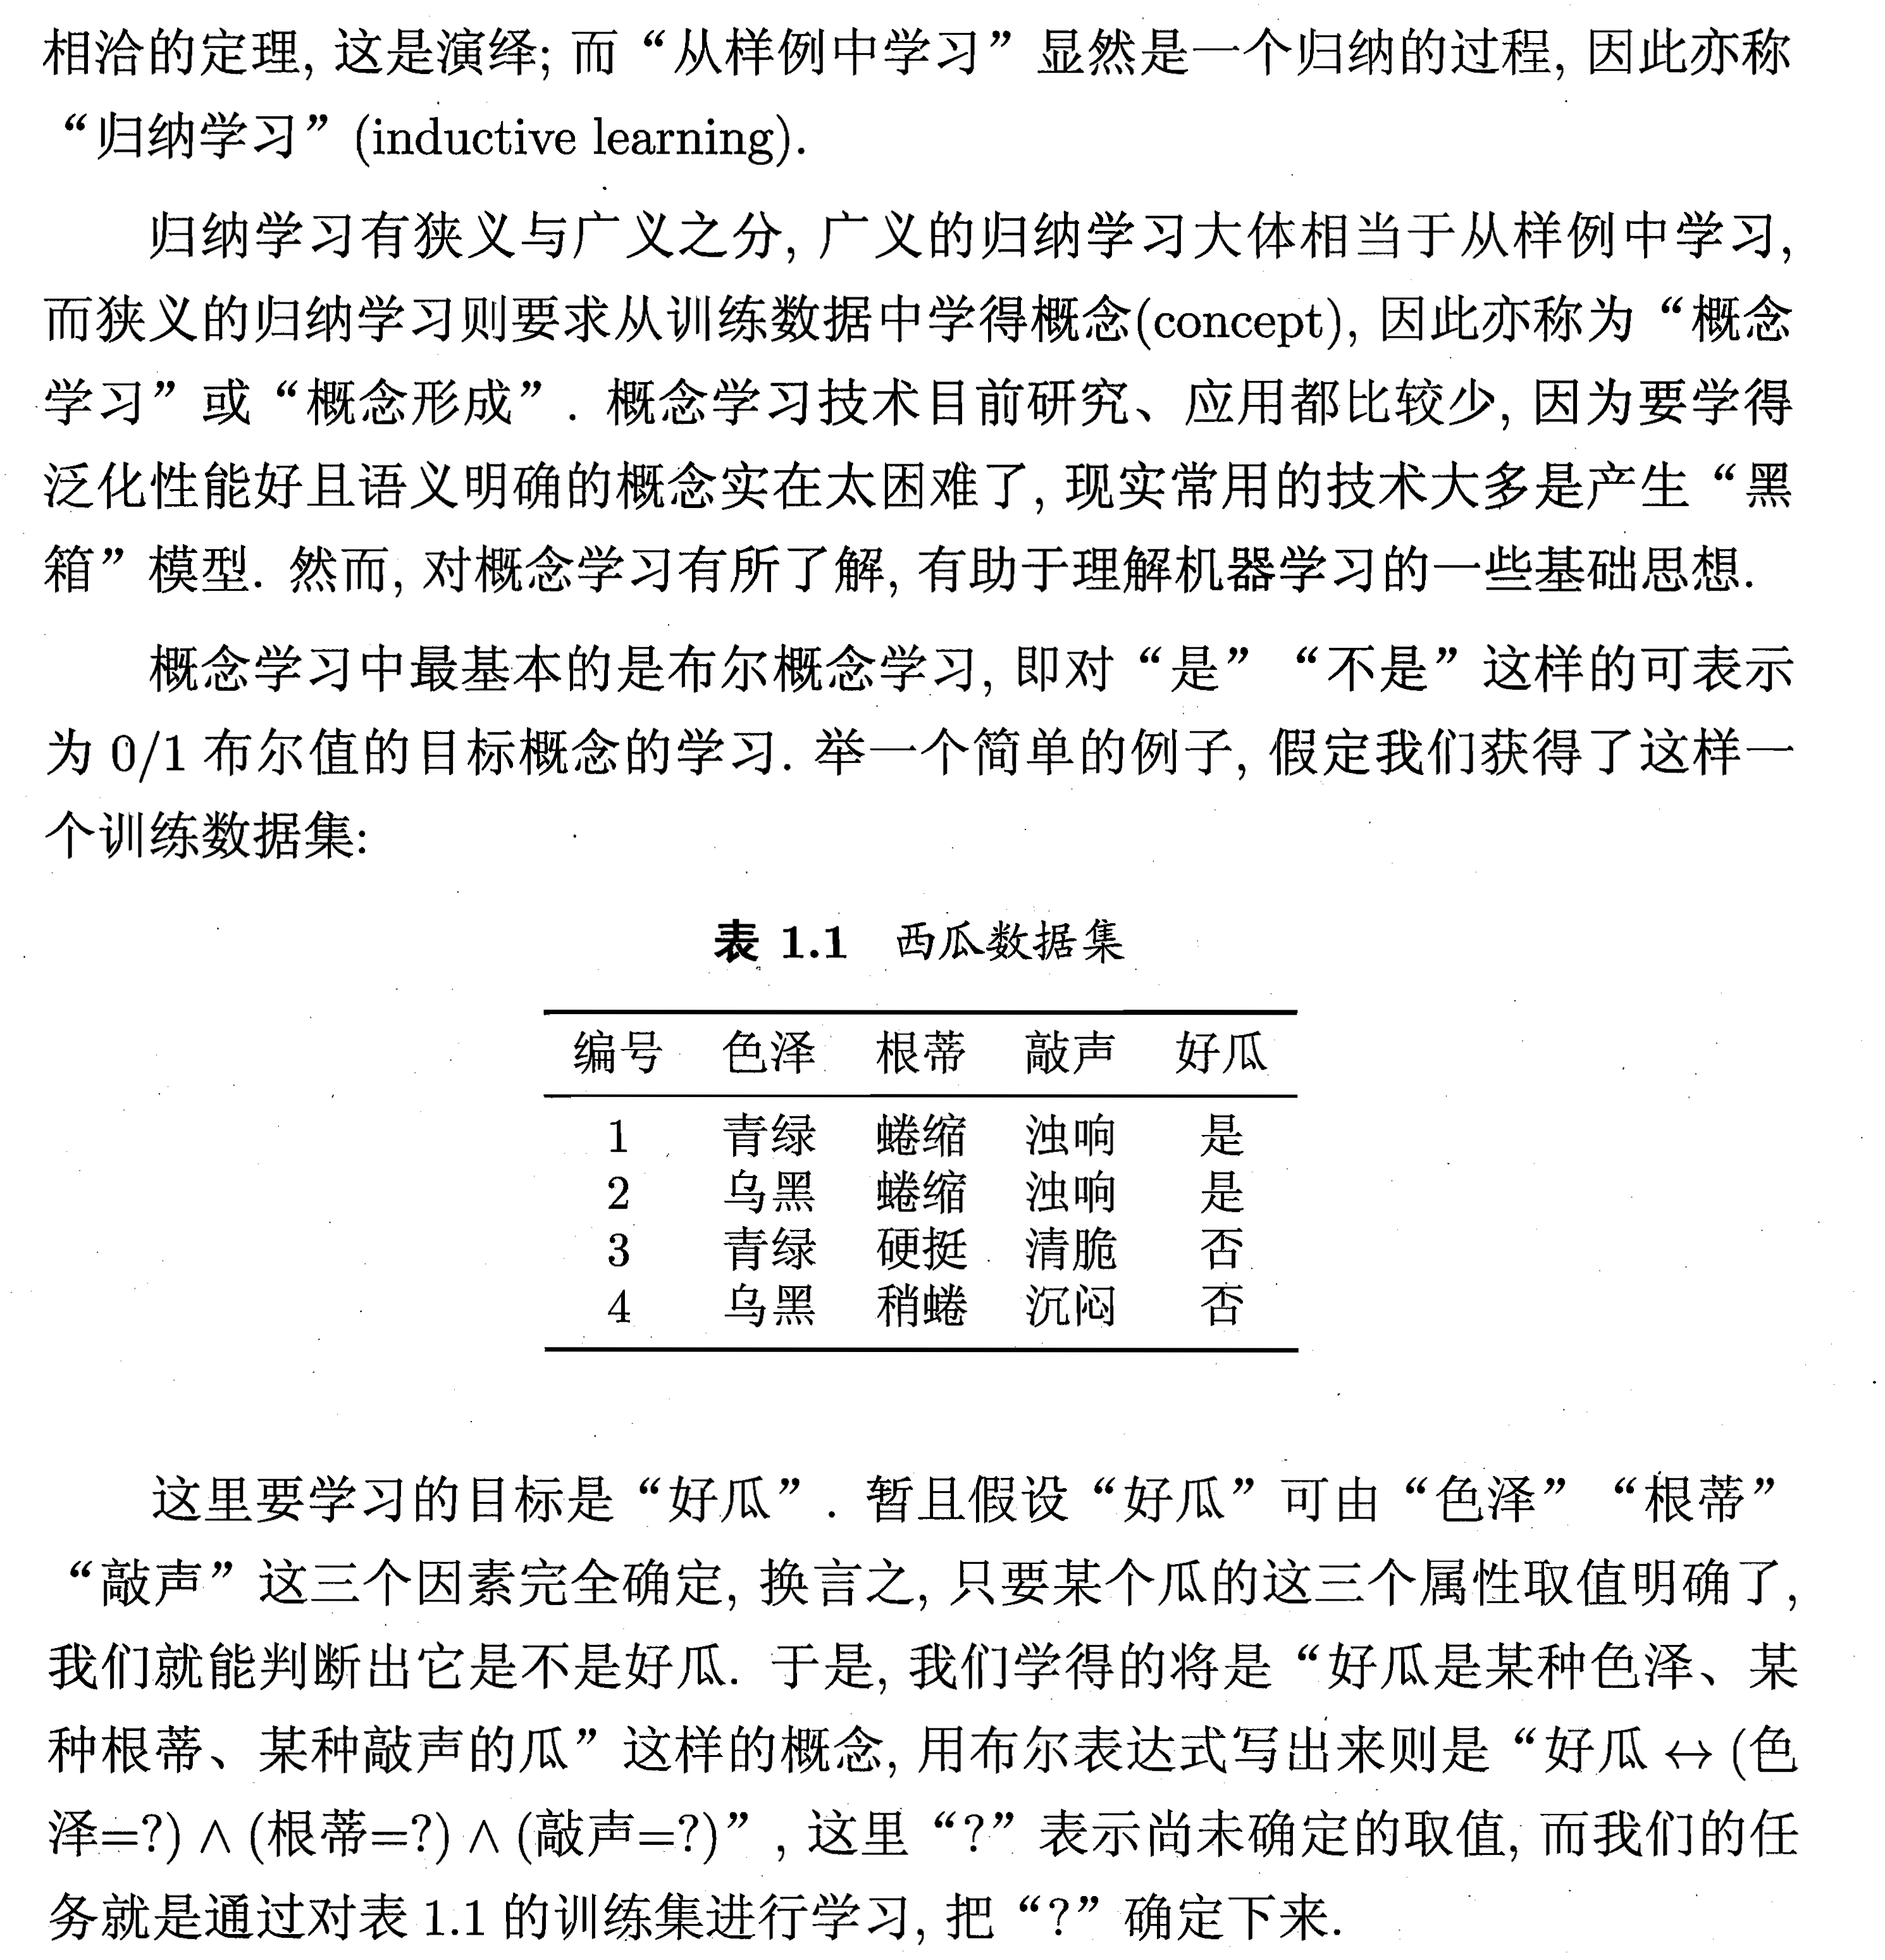 相洽的定理, 这是演绎; 而“从样例中学习”显然是一个归纳的过程, 因此亦称
“归纳学习”(inductive learning).
归纳学习有狭义与广义之分, 广义的归纳学习大体相当于从样例中学习,
而狭义的归纳学习则要求从训练数据中学得概念(concept), 因此亦称为“概念
学习”或“概念形成”. 概念学习技术目前研究、应用都比较少, 因为要学得
泛化性能好且语义明确的概念实在太困难了, 现实常用的技术大多是产生“黑
箱”模型. 然而, 对概念学习有所了解, 有助于理解机器学习的一些基础思想.
概念学习中最基本的是布尔概念学习, 即对“是”“不是”这样的可表示
为 0/1 布尔值的目标概念的学习. 举一个简单的例子, 假定我们获得了这样一
个训练数据集:
表 1.1 西瓜数据集
编号 色泽 根蒂 敲声 好瓜
1 青绿 蜷缩 浊响 是
2 乌黑 蜷缩 浊响 是
3 青绿 硬挺 清脆 否
4 乌黑 稍蜷 沉闷 否
这里要学习的目标是“好瓜”. 暂且假设“好瓜”可由“色泽”“根蒂”
“敲声”这三个因素完全确定, 换言之, 只要某个瓜的这三个属性取值明确了,
我们就能判断出它是不是好瓜. 于是, 我们学得的将是“好瓜是某种色泽、某
种根蒂、某种敲声的瓜”这样的概念, 用布尔表达式写出来则是“好瓜 ↔ (色
泽=?) ∧ (根蒂=?) ∧ (敲声=?)”, 这里“?”表示尚未确定的取值, 而我们的任
务就是通过对表 1.1 的训练集进行学习, 把“?”确定下来.